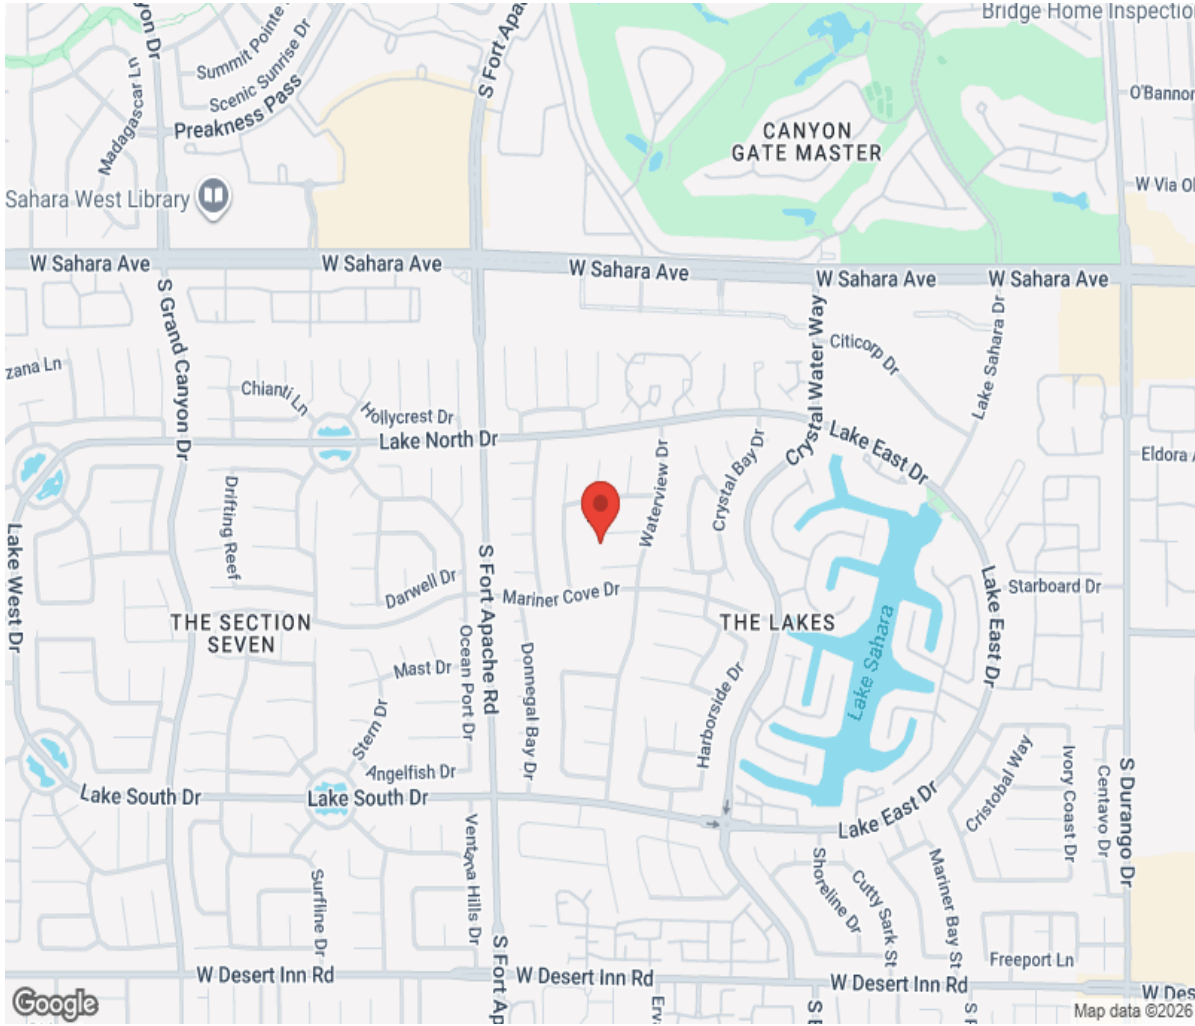 Bridge Home Inspectio
yon Dr
Summit Pointe
Scenic Sunrise Dr
S Fort Apa
O'Bannon
Madagascar Ln
Preakness Pass
CANYON
GATE MASTER
Sahara West Library
W Via Ol
W Sahara Ave
W Sahara Ave
W Sahara Ave
W Sahara Ave
W Sahara Ave
S Grand Canyon Dr
Crystal Water Way
Citicorp Dr
Lake Sahara Dr
zana Ln
Chianti Ln
Hollycrest Dr
Lake North Dr
Lake East Dr
Waterview Dr
Crystal Bay Dr
Eldora A
Drifting Reef
Lake West Dr
S Fort Apache Rd
Darwell Dr
Mariner Cove Dr
Starboard Dr
THE SECTION
SEVEN
THE LAKES
Lake East Dr
Lake Sahara
Ocean Port Dr
Mast Dr
Donnegal Bay Dr
Harborside Dr
Stern Dr
Angelfish Dr
Lake South Dr
Lake South Dr
Lake East Dr
Cristobal Way
Ivory Coast Dr
Centavo Dr
S Durango Dr
Ventana Hills Dr
Surfline Dr
Shoreline Dr
Cutty Sark St
Mariner Bay St
Freeport Ln
W Desert Inn Rd
S Fort Ap
W Desert Inn Rd
W Desert Inn Rd
W Des
Google
Erva
Map data ©2026